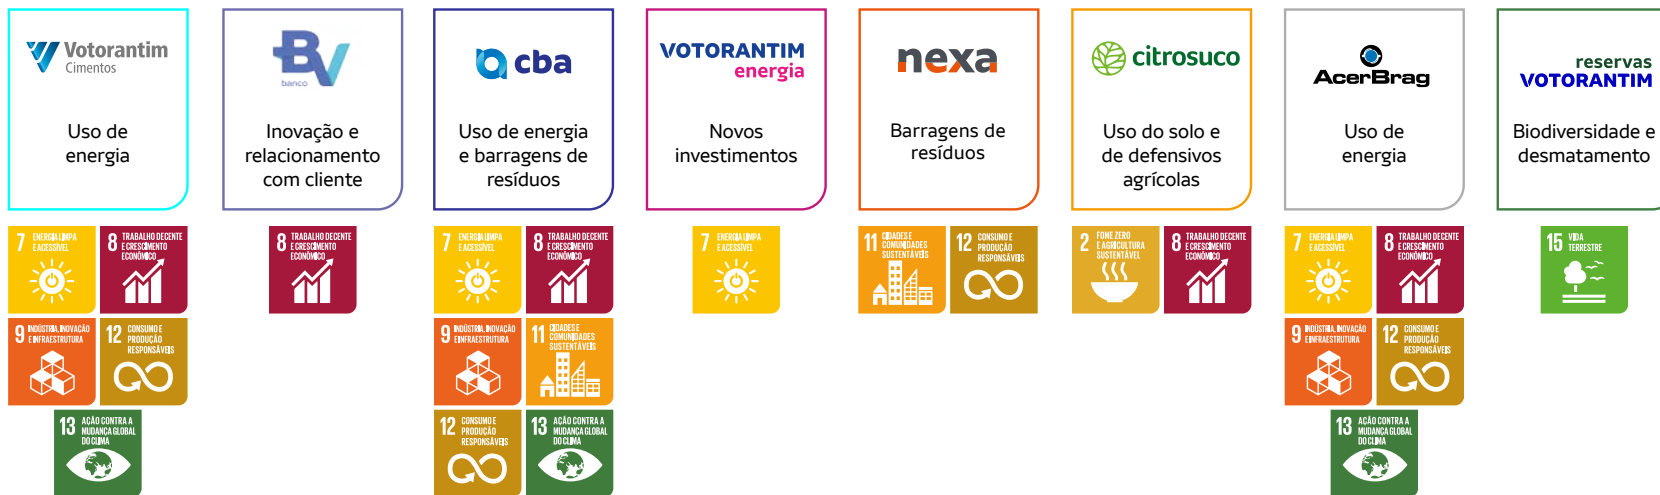 Votorantim
Cimentos
Uso de
energia
7 ENERGIA LIMPA
E ACESSÍVEL
8 TRABALHO DECENTE
E CRESCIMENTO
ECONÔMICO
9 INDÚSTRIA, INOVAÇÃO
E INFRAESTRUTURA
12 CONSUMO E
PRODUÇÃO
RESPONSÁVEIS
13 AÇÃO CONTRA A
MUDANÇA GLOBAL
DO CLIMA
BV
banco
Inovação e
relacionamento
com cliente
8 TRABALHO DECENTE
E CRESCIMENTO
ECONÔMICO
cba
Uso de energia
e barragens de
resíduos
7 ENERGIA LIMPA
E ACESSÍVEL
8 TRABALHO DECENTE
E CRESCIMENTO
ECONÔMICO
9 INDÚSTRIA, INOVAÇÃO
E INFRAESTRUTURA
11 CIDADES E
COMUNIDADES
SUSTENTÁVEIS
12 CONSUMO E
PRODUÇÃO
RESPONSÁVEIS
13 AÇÃO CONTRA A
MUDANÇA GLOBAL
DO CLIMA
VOTORANTIM
energia
Novos
investimentos
7 ENERGIA LIMPA
E ACESSÍVEL
nexa
Barragens de
resíduos
11 CIDADES E
COMUNIDADES
SUSTENTÁVEIS
12 CONSUMO E
PRODUÇÃO
RESPONSÁVEIS
citrosuco
Uso do solo e
de defensivos
agrícolas
2 FOME ZERO
E AGRICULTURA
SUSTENTÁVEL
8 TRABALHO DECENTE
E CRESCIMENTO
ECONÔMICO
AcerBrag
Uso de
energia
7 ENERGIA LIMPA
E ACESSÍVEL
8 TRABALHO DECENTE
E CRESCIMENTO
ECONÔMICO
9 INDÚSTRIA, INOVAÇÃO
E INFRAESTRUTURA
12 CONSUMO E
PRODUÇÃO
RESPONSÁVEIS
13 AÇÃO CONTRA A
MUDANÇA GLOBAL
DO CLIMA
reservas
VOTORANTIM
Biodiversidade e
desmatamento
15 VIDA
TERRESTRE